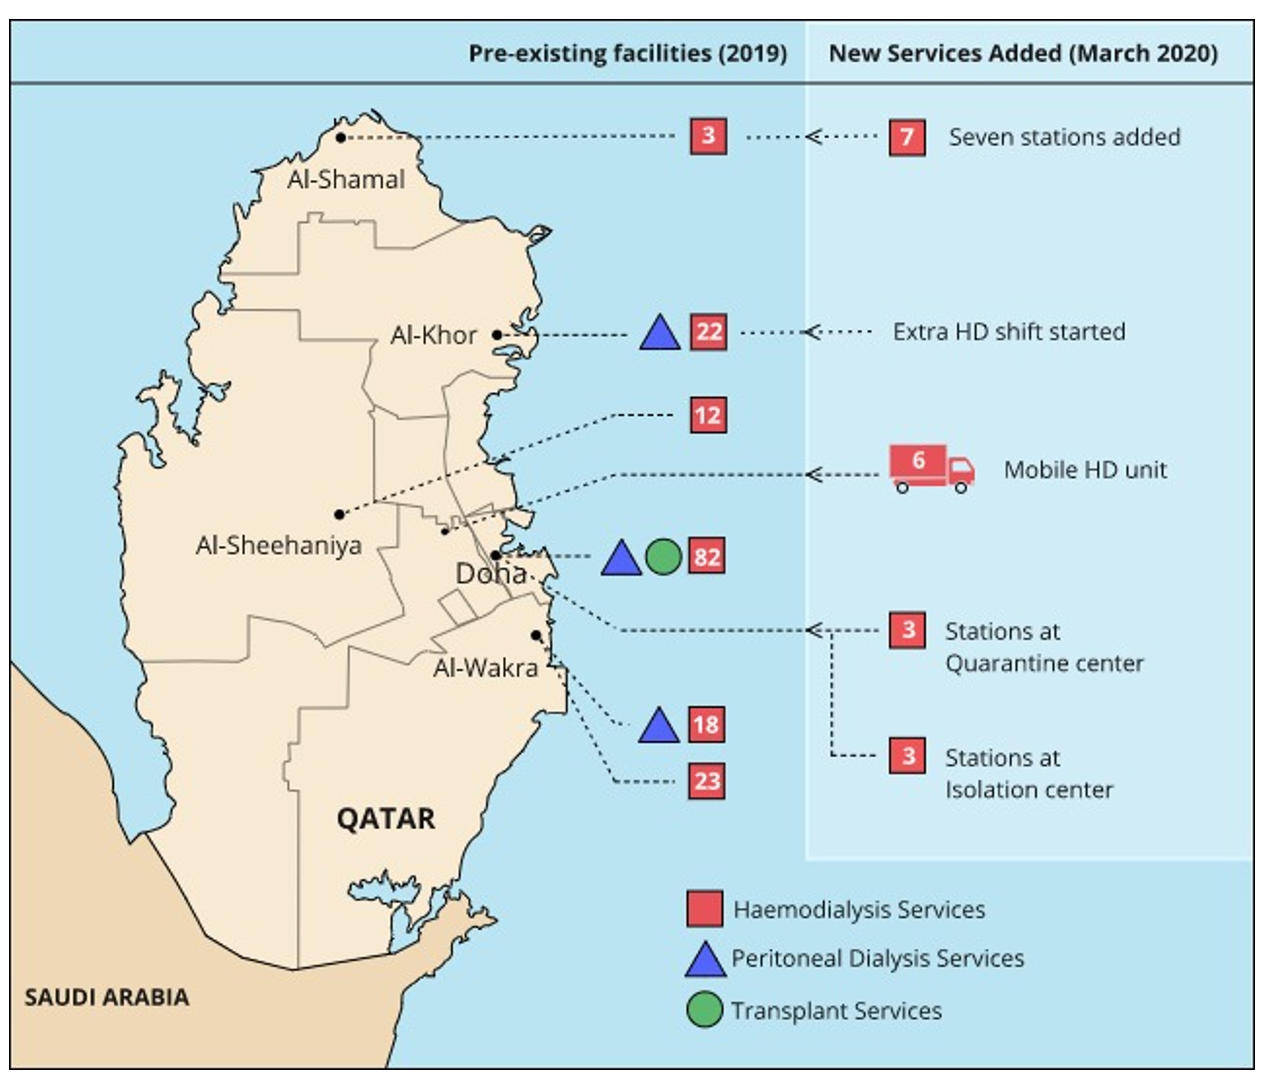 Pre-existing facilities (2019)
New Services Added (March 2020)
3
7
Seven stations added
Al-Shamal
Al-Khor
22
Extra HD shift started
12
6
Mobile HD unit
Al-Sheehaniya
82
Doha
3
Stations at
Quarantine center
Al-Wakra
18
3
Stations at
Isolation center
23
QATAR
Haemodialysis Services
Peritoneal Dialysis Services
SAUDI ARABIA
Transplant Services